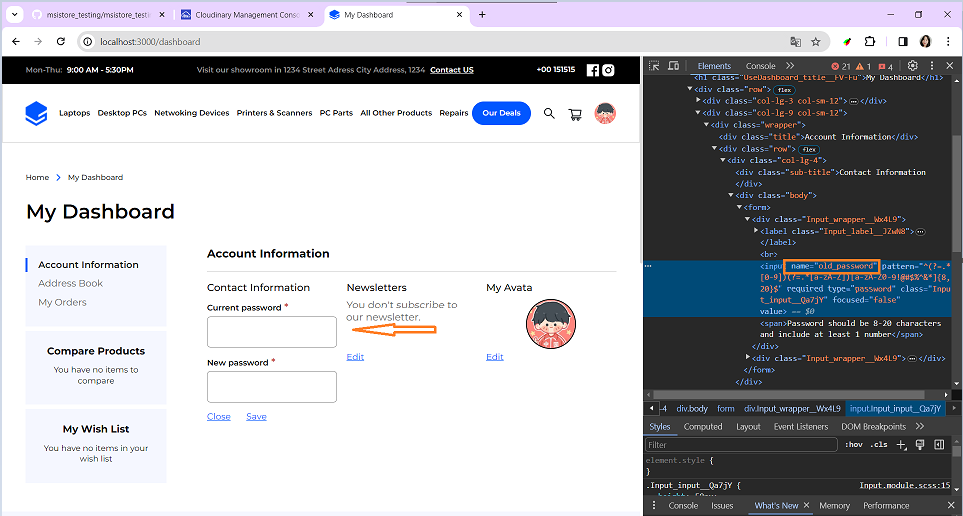 msistore_testing/msistore_testin
Cloudinary Management Conso
My Dashboard
localhost:3000/dashboard
Mon-Thu: 9:00 AM - 5:30PM
Visit our showroom in 1234 Street Adress City Address, 1234 Contact US
+00 151515
Laptops Desktop PCs Netwoking Devices Printers & Scanners PC Parts All Other Products Repairs Our Deals
Home > My Dashboard
My Dashboard
Account Information
Address Book
My Orders
Compare Products
You have no items to
compare
My Wish List
You have no items in your
wish list
Account Information
Contact Information
Current password *
New password *
Close Save
Newsletters
You don't subscribe to
our newsletter.
Edit
My Avata
Edit
Elements Console >> 21 1 4
<h1 class="UseDashboard_title__FV-Fu">My Dashboard</h1>
<div class="row"> flex
<div class="col-lg-3 col-sm-12"> … </div>
<div class="col-lg-9 col-sm-12">
<div class="wrapper">
<div class="title">Account Information</div>
<div class="row"> flex
<div class="col-lg-4">
<div class="sub-title">Contact Information
</div>
<div class="body">
<form>
<div class="Input_wrapper__Wx4L9">
<label class="Input_label__JZwN8"> …
</label>
<br>
… <input name="old_password" pattern="^(?=.*
[0-9])(?=.*[a-zA-Z])[a-zA-Z0-9!@#$%^&*]{8,
20}$" required type="password" class="Input
_input__Qa7jY" focused="false"
value> == $0
<span>Password should be 8-20 characters
and include at least 1 number</span>
</div>
<div class="Input_wrapper__Wx4L9"> … </div>
</form>
</div>
-4 div.body form div.Input_wrapper__Wx4L9 input.Input_input__Qa7jY
Styles Computed Layout Event Listeners DOM Breakpoints >>
Filter :hov .cls +
element.style {
}
.Input_input__Qa7jY { Input.module.scss:15
Console Issues What's New × Memory Performance